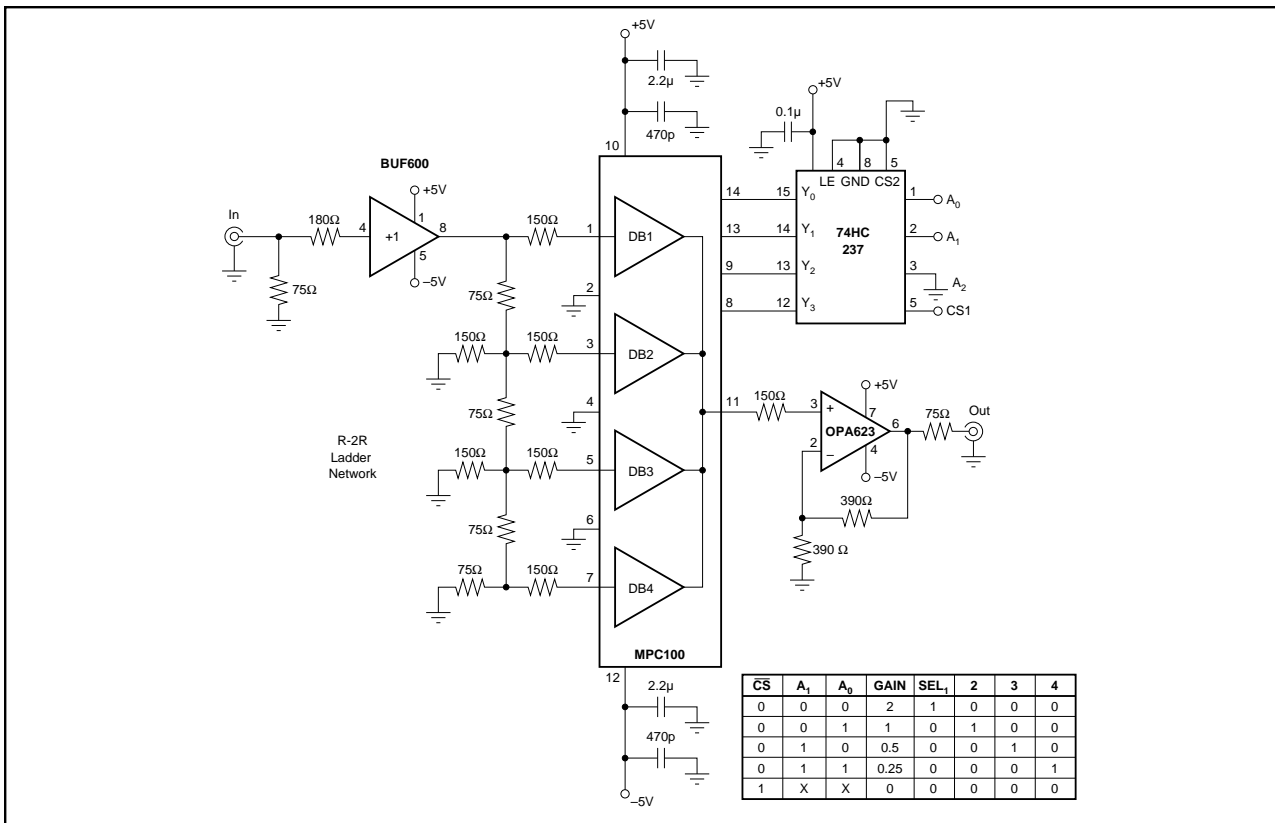 +5V
2.2µ
470p
10
+5V
0.1µ
4 8 5
LE GND CS2
BUF600
+5V
In
180Ω
4
+1
1
8
5
–5V
75Ω
150Ω
1
DB1
2
75Ω
150Ω
150Ω
3
DB2
4
75Ω
150Ω
150Ω
5
DB3
6
75Ω
75Ω
150Ω
7
DB4
R-2R
Ladder
Network
MPC100
14
13
9
8
15 Y0
14 Y1
13 Y2
12 Y3
74HC
237
1 A0
2 A1
3
A2
5 CS1
11
150Ω
3
+
+5V
7
OPA623
6
75Ω
Out
2
–
4
–5V
390Ω
390 Ω
12
2.2µ
470p
–5V
CS A1 A0 GAIN SEL1 2 3 4
0 0 0 2 1 0 0 0
0 0 1 1 0 1 0 0
0 1 0 0.5 0 0 1 0
0 1 1 0.25 0 0 0 1
1 X X 0 0 0 0 0